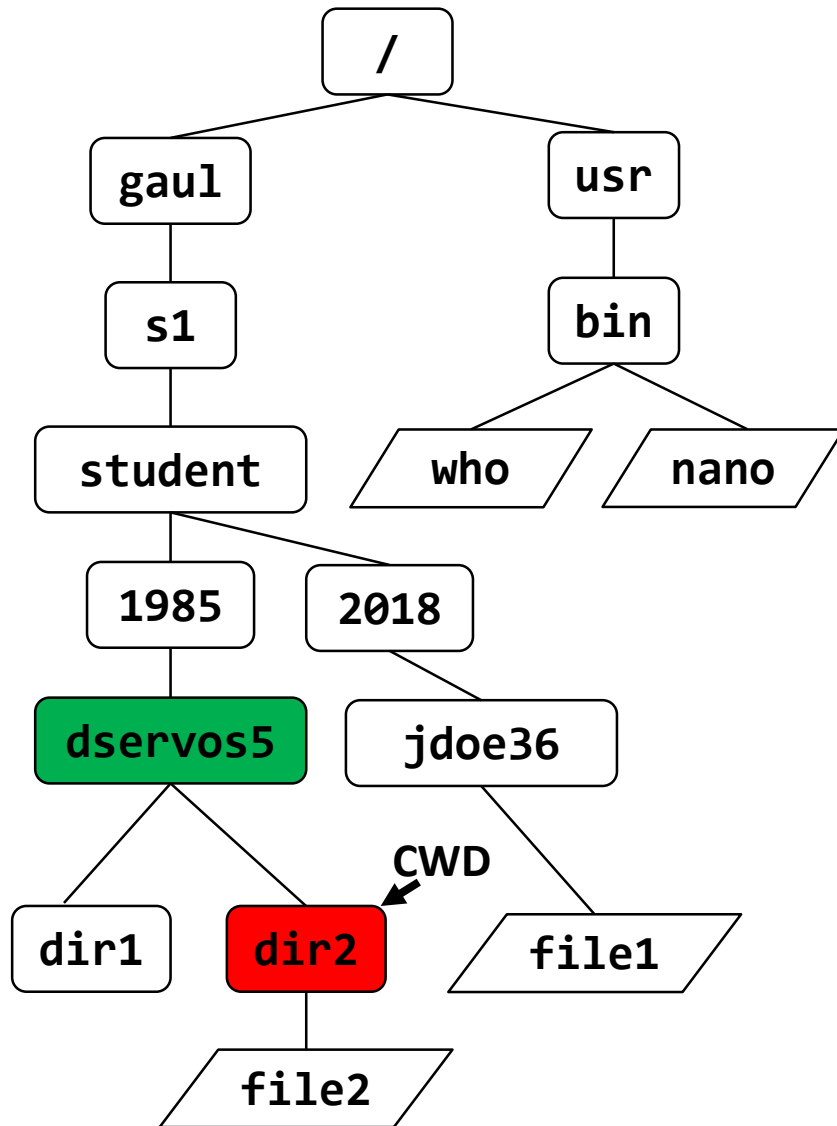 /
gaul
usr
s1
bin
student
who
nano
1985
2018
dservos5
jdoe36
CWD
dir1
dir2
file1
file2